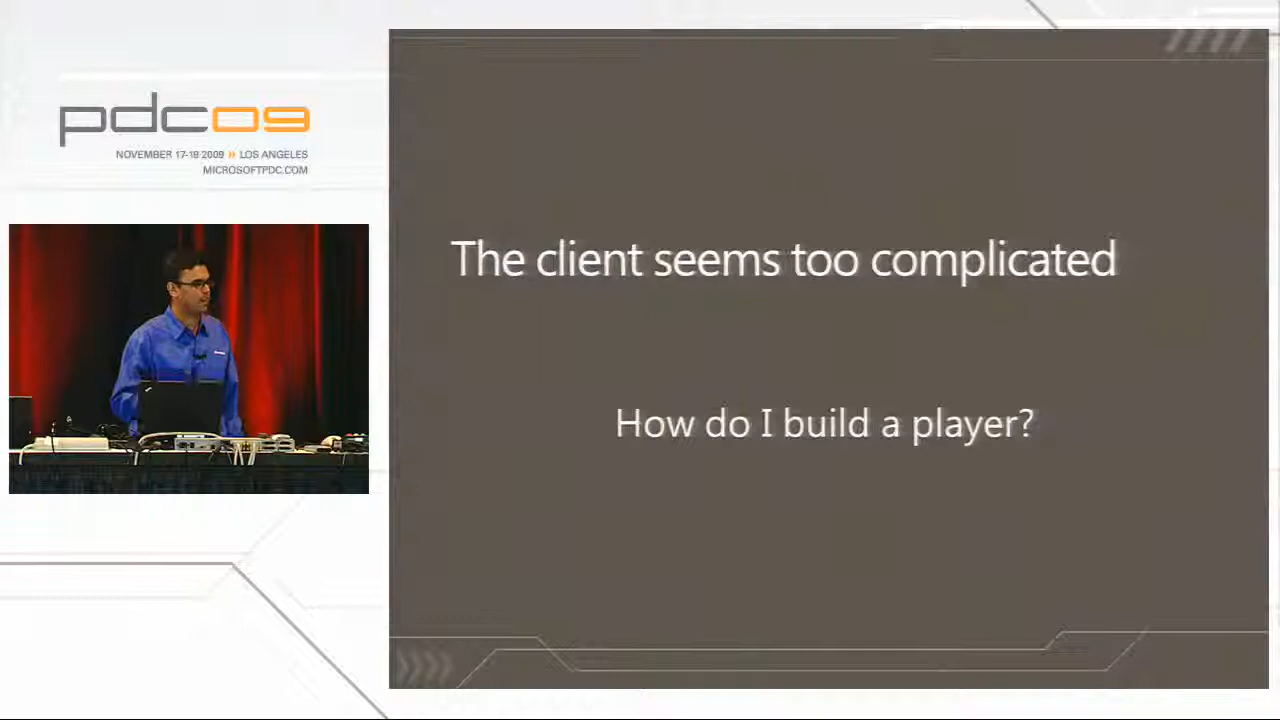 pdc09
NOVEMBER 17-19 2009 » LOS ANGELES
MICROSOFTPDC.COM
The client seems too complicated
How do I build a player?